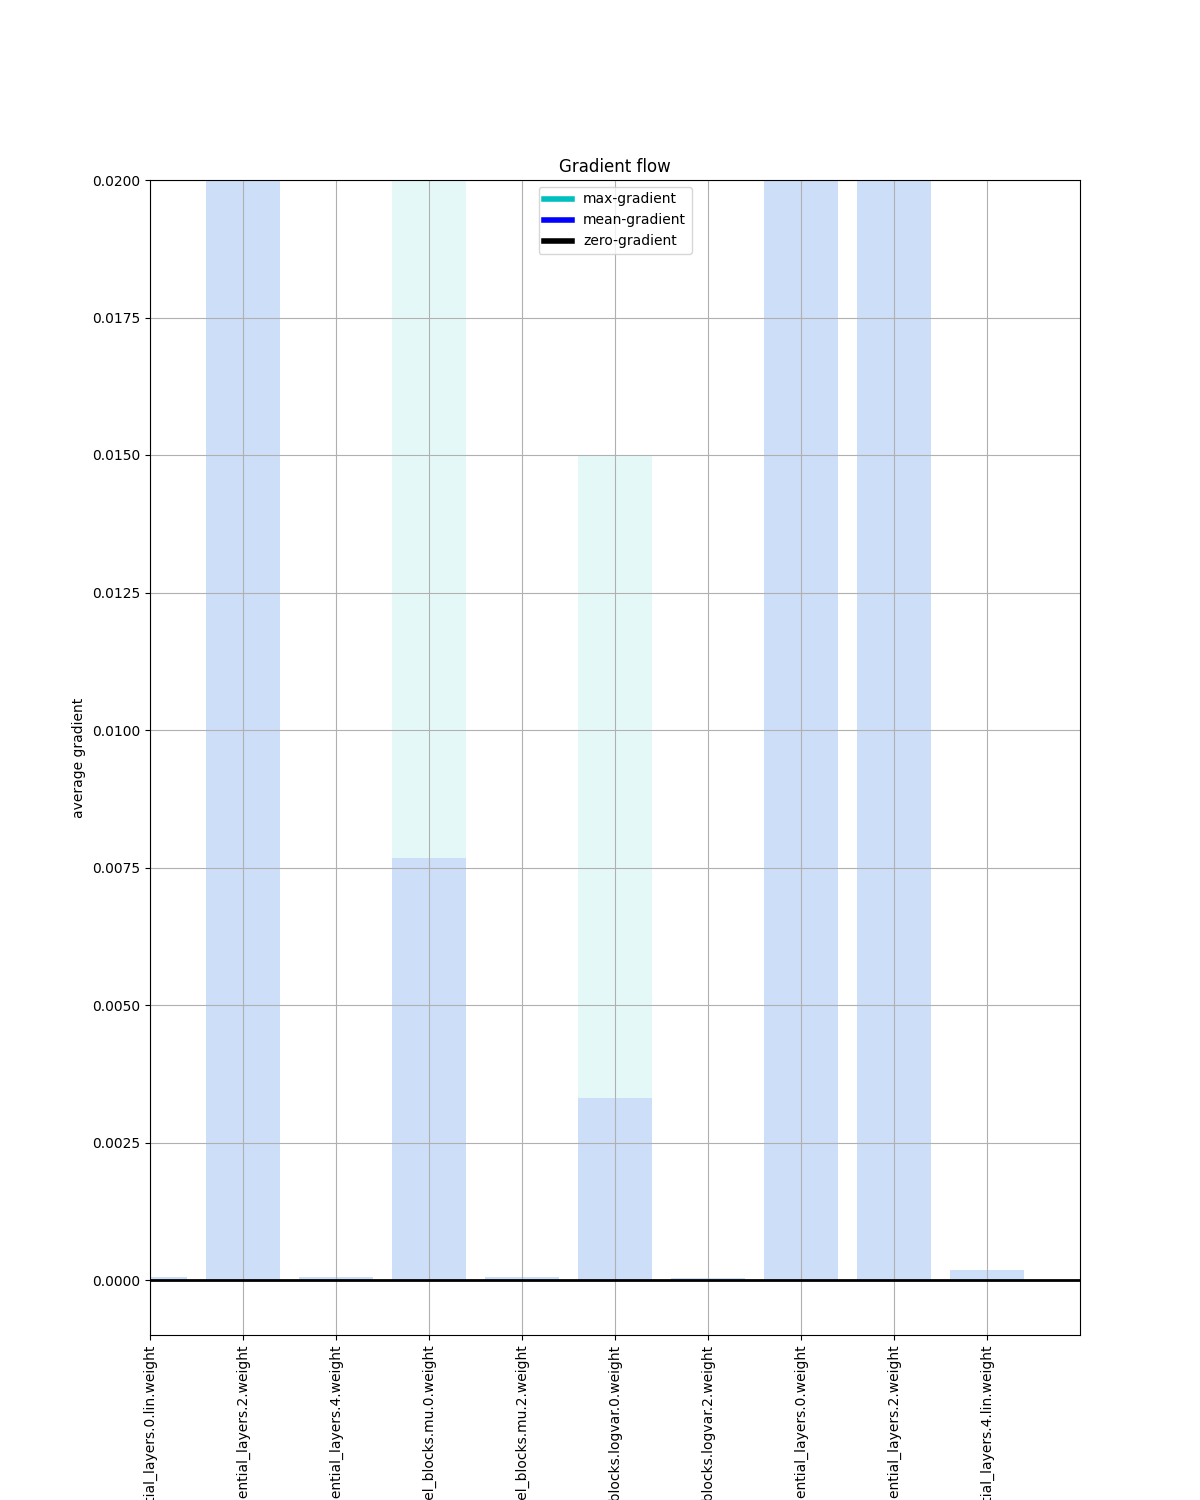 Gradient flow
max-gradient
mean-gradient
zero-gradient
0.0200
0.0175
0.0150
0.0125
0.0100
0.0075
0.0050
0.0025
0.0000
average gradient
tial_layers.0.lin.weight
ential_layers.2.weight
ential_layers.4.weight
el_blocks.mu.0.weight
el_blocks.mu.2.weight
blocks.logvar.0.weight
blocks.logvar.2.weight
ential_layers.0.weight
ential_layers.2.weight
tial_layers.4.lin.weight